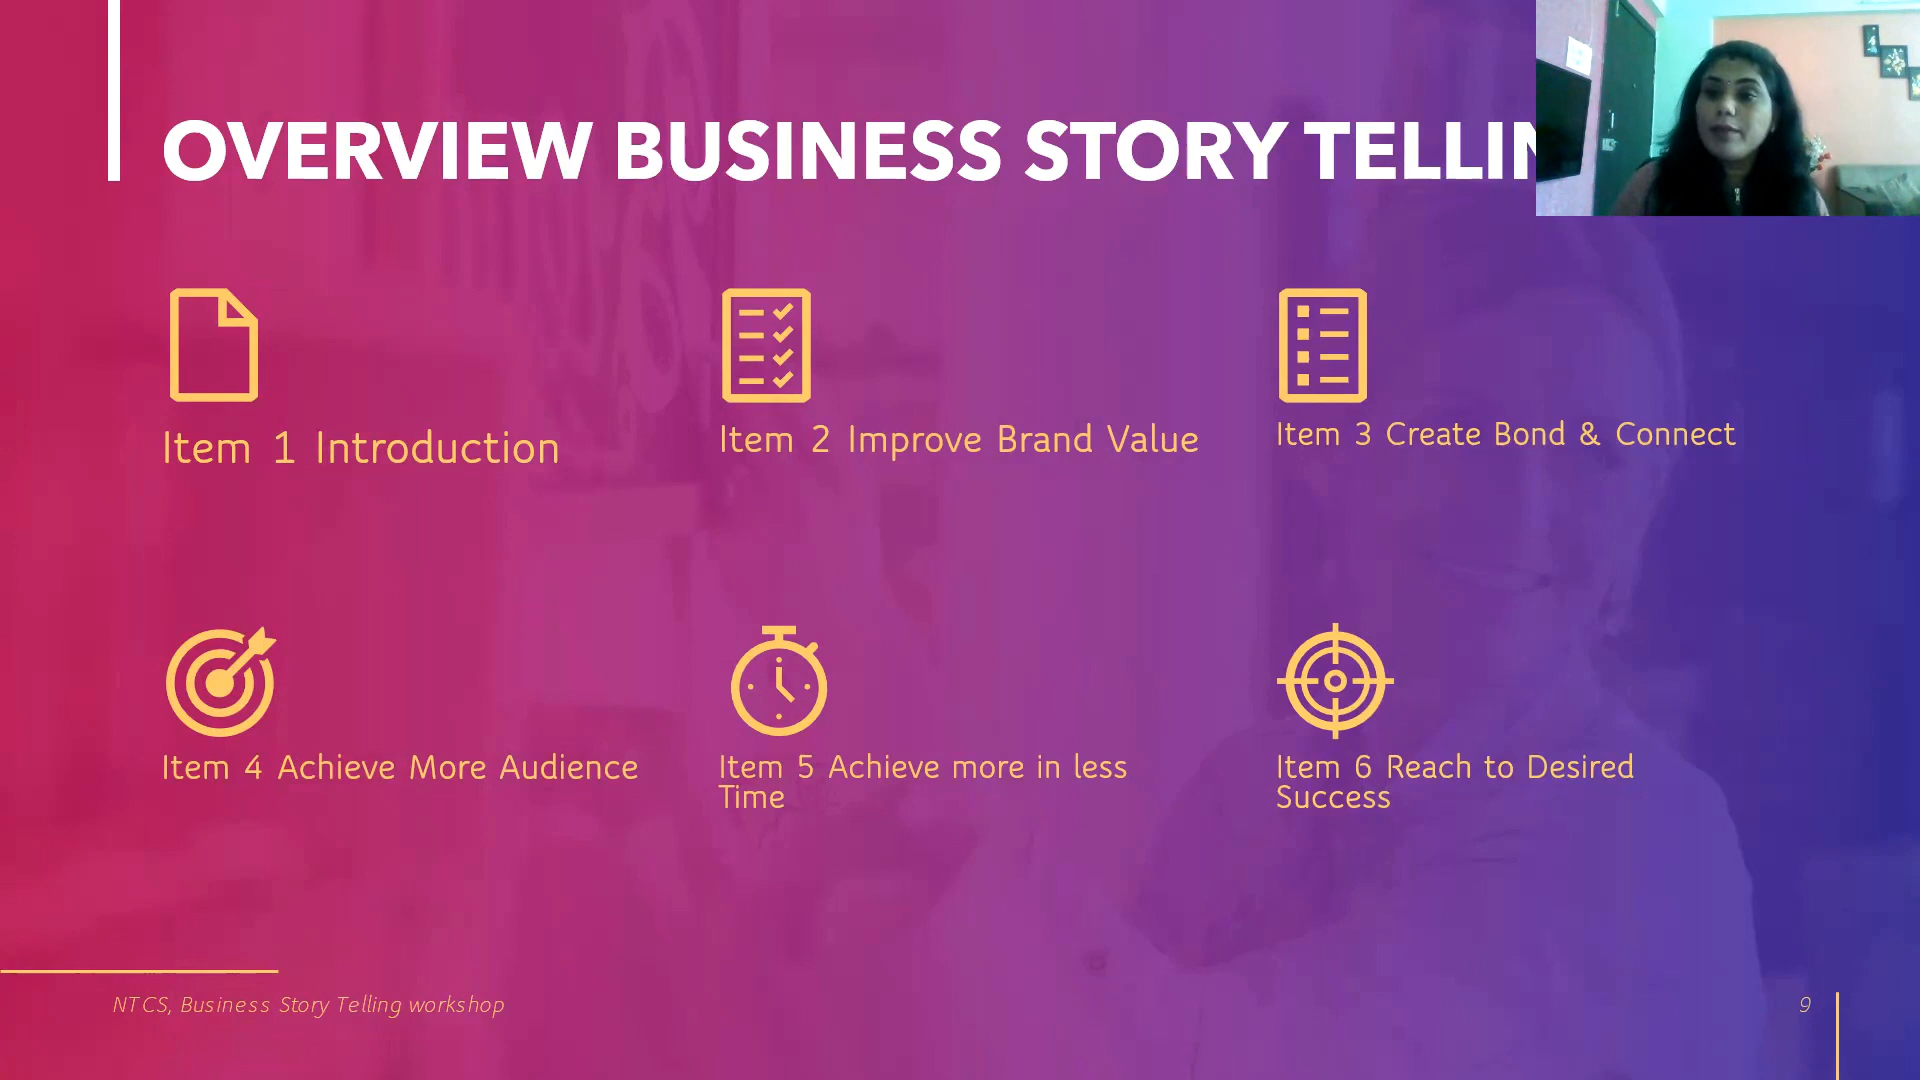 OVERVIEW BUSINESS STORY
Item 1 Introduction
Item 2 Improve Brand Value
Item 3 Create Bond & Connect
Item 4 Achieve More Audience
Item 5 Achieve more in less
Time
Item 6 Reach to Desired
Success
NTCS, Business Story Telling workshop
9